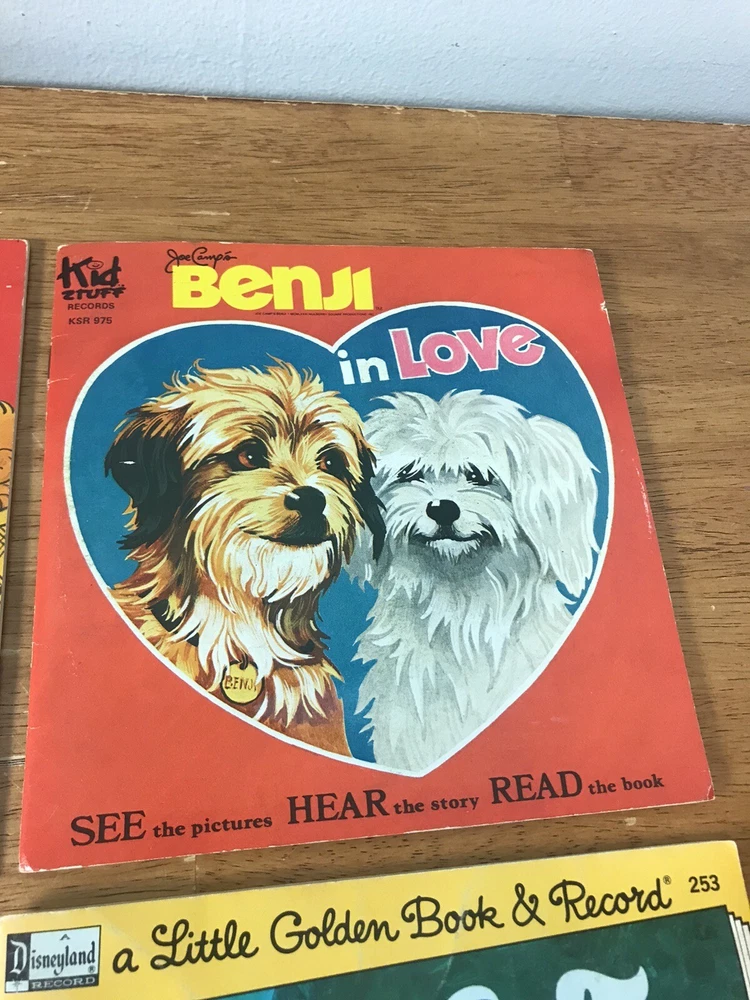 Kid
STUFF
RECORDS
KSR 975
Joe Camp's
BENJI
in LOVE
BENJI
SEE the pictures HEAR the story READ the book
Disneyland®
RECORD
a Little Golden Book & Record®
253